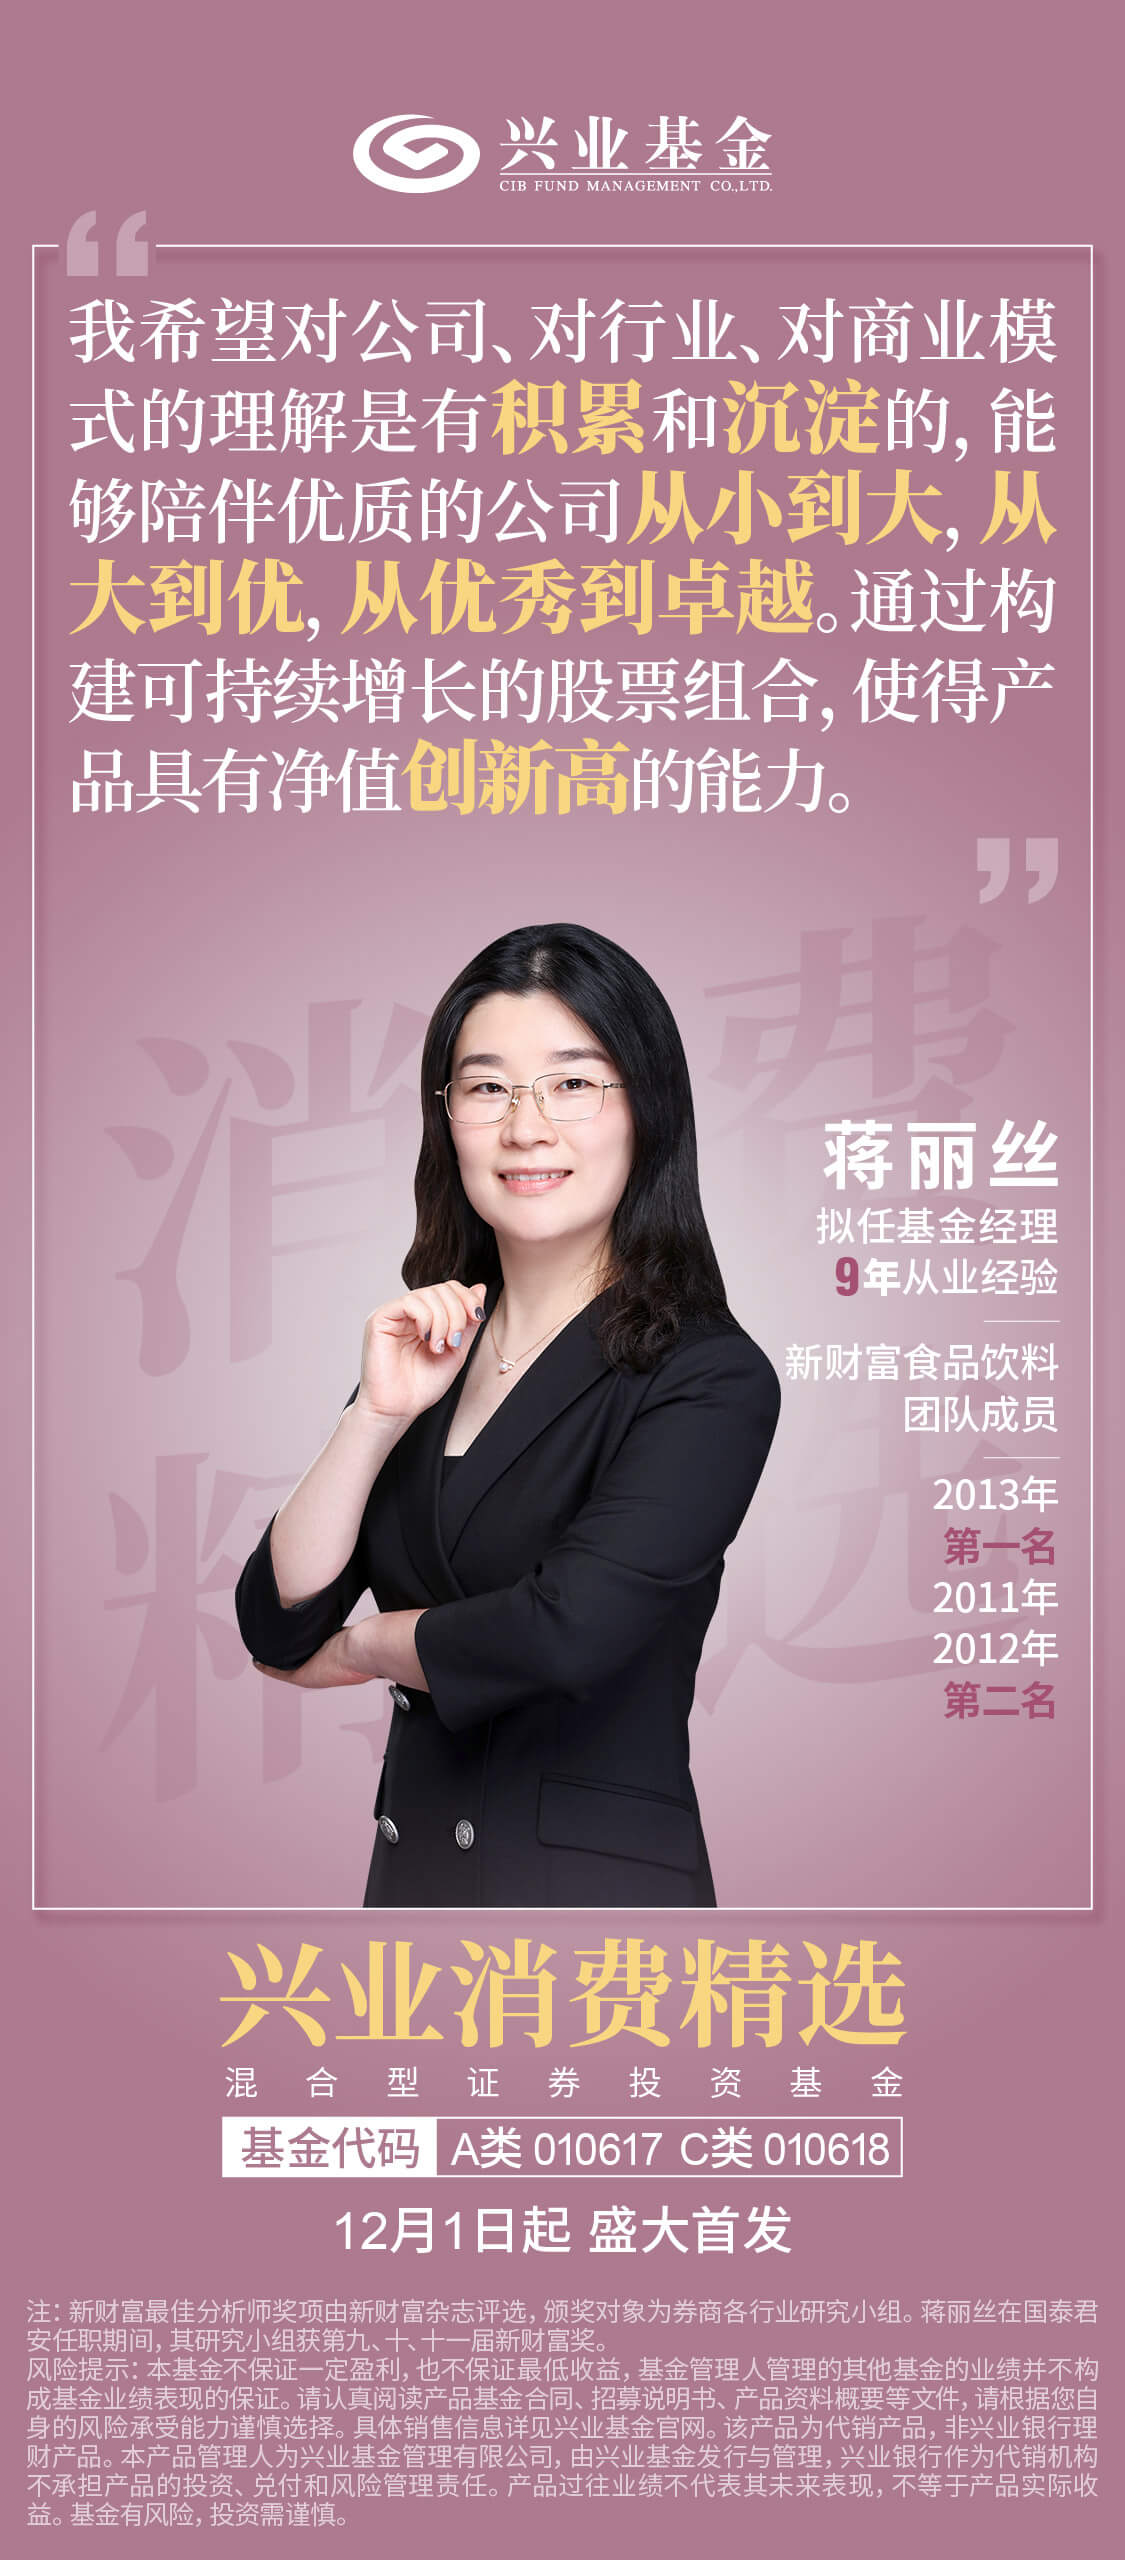 兴业基金
CIB FUND MANAGEMENT CO.,LTD.
“
我希望对公司、对行业、对商业模
式的理解是有积累和沉淀的，能
够陪伴优质的公司从小到大，从
大到优，从优秀到卓越。通过构
建可持续增长的股票组合，使得产
品具有净值创新高的能力。
”
消费
精选
蒋丽丝
拟任基金经理
9年从业经验
新财富食品饮料
团队成员
2013年
第一名
2011年
2012年
第二名
兴业消费精选
混合型证券投资基金
基金代码 A类 010617 C类 010618
12月1日起 盛大首发
注：新财富最佳分析师奖项由新财富杂志评选，颁奖对象为券商各行业研究小组。蒋丽丝在国泰君
安任职期间，其研究小组获第九、十、十一届新财富奖。
风险提示：本基金不保证一定盈利，也不保证最低收益，基金管理人管理的其他基金的业绩并不构
成基金业绩表现的保证。请认真阅读产品基金合同、招募说明书、产品资料概要等文件，请根据您自
身的风险承受能力谨慎选择。具体销售信息详见兴业基金官网。该产品为代销产品，非兴业银行理
财产品。本产品管理人为兴业基金管理有限公司，由兴业基金发行与管理，兴业银行作为代销机构
不承担产品的投资、兑付和风险管理责任。产品过往业绩不代表其未来表现，不等于产品实际收
益。基金有风险，投资需谨慎。